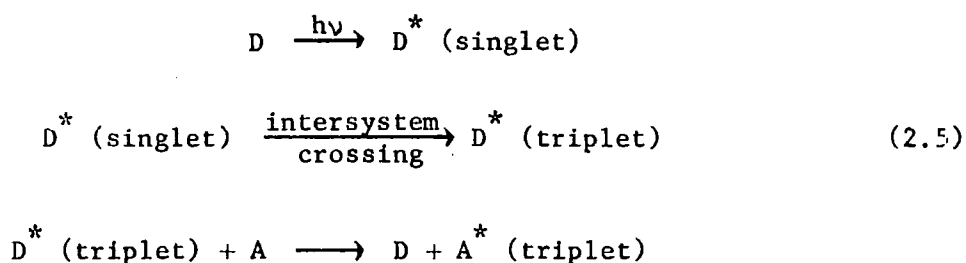 D hν → D* (singlet)
D* (singlet) intersystem crossing → D* (triplet) (2.5)
D* (triplet) + A → D + A* (triplet)